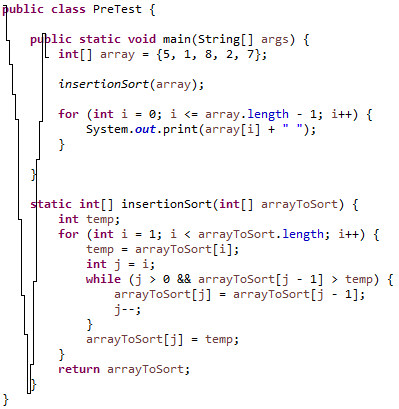 public class PreTest {
public static void main(String[] args) {
int[] array = {5, 1, 8, 2, 7};
insertionSort(array);
for (int i = 0; i <= array.length - 1; i++) {
System.out.print(array[i] + " ");
}
}
static int[] insertionSort(int[] arrayToSort) {
int temp;
for (int i = 1; i < arrayToSort.length; i++) {
temp = arrayToSort[i];
int j = i;
while (j > 0 && arrayToSort[j - 1] > temp) {
arrayToSort[j] = arrayToSort[j - 1];
j--;
}
arrayToSort[j] = temp;
}
return arrayToSort;
}
}